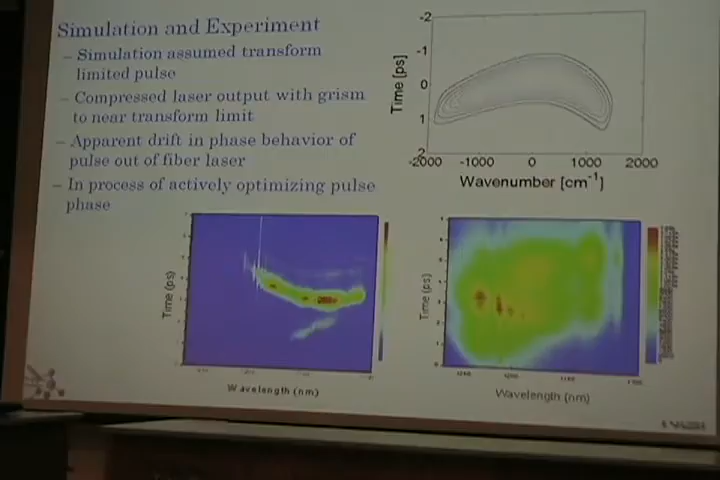 Simulation and Experiment
– Simulation assumed transform
limited pulse
– Compressed laser output with grism
to near transform limit
– Apparent drift in phase behavior of
pulse out of fiber laser
– In process of actively optimizing pulse
phase
-2
-1
0
1
2
Time [ps]
-2000 -1000 0 1000 2000
Wavenumber [cm-1]
Time (ps)
Wavelength (nm)
Time (ps)
Wavelength (nm)